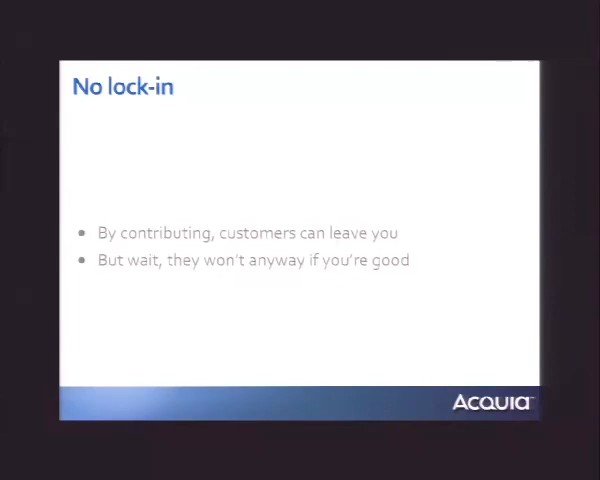 No lock-in
By contributing, customers can leave you
But wait, they won't anyway if you're good
ACQUIA